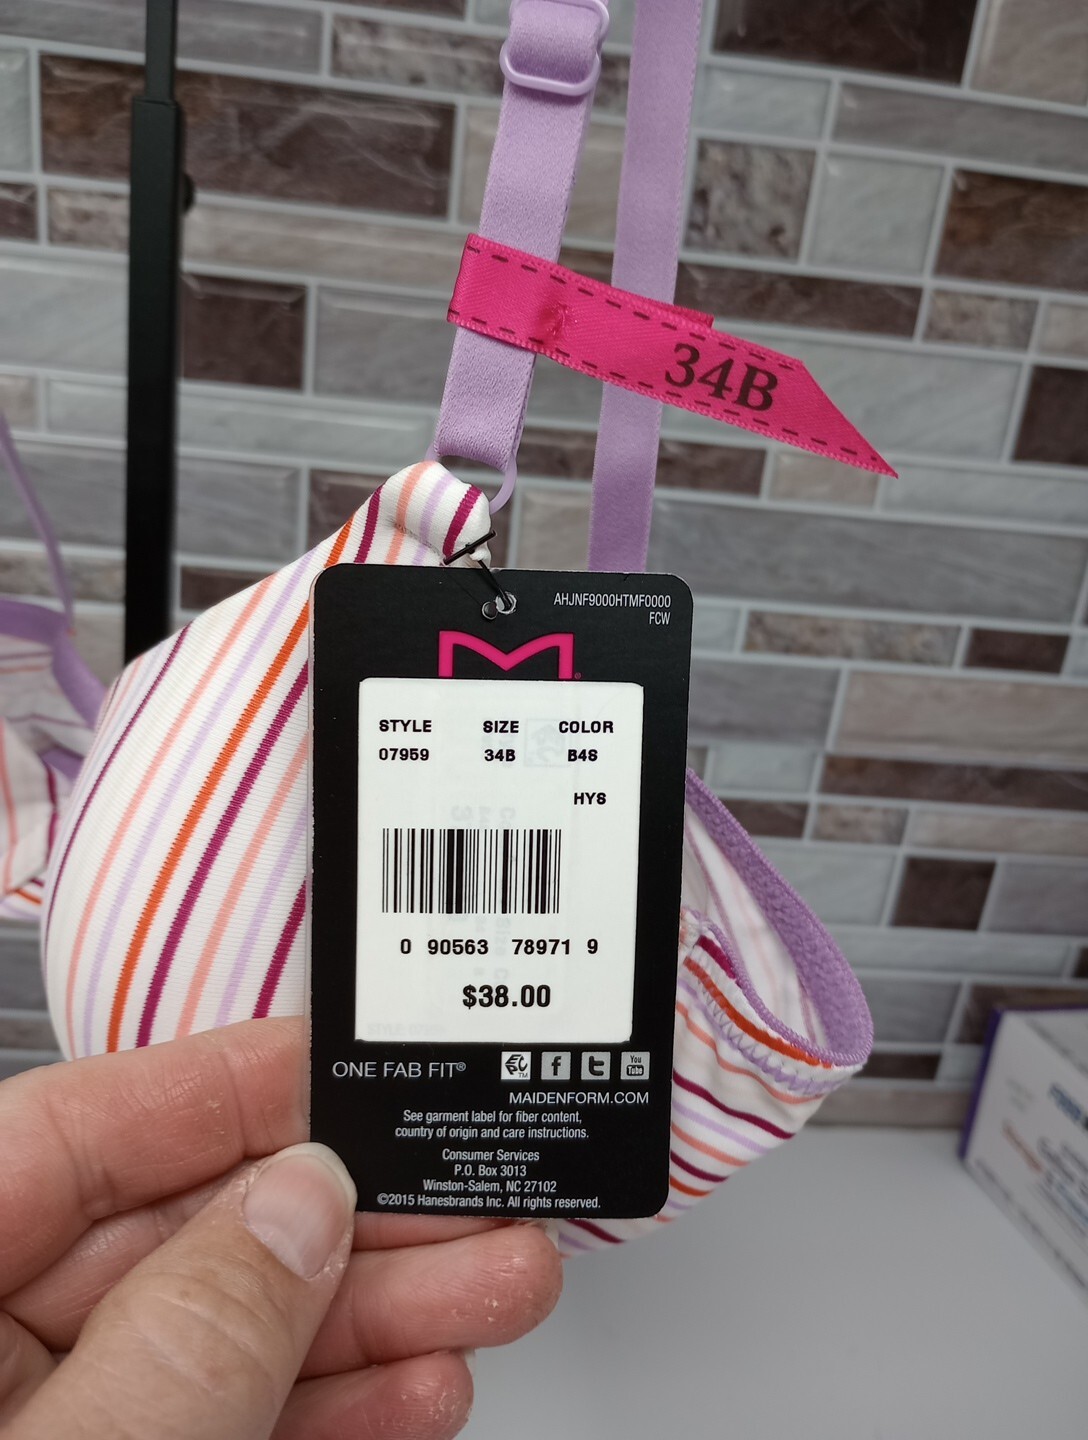 34B
AHJNF9000HTMF0000
FCW
STYLE SIZE COLOR
07959 34B B4S
HYS
0 90563 78971 9
$38.00
ONE FAB FIT®
MAIDENFORM.COM
See garment label for fiber content,
country of origin and care instructions.
Consumer Services
P.O. Box 3013
Winston-Salem, NC 27102
©2015 Hanesbrands Inc. All rights reserved.